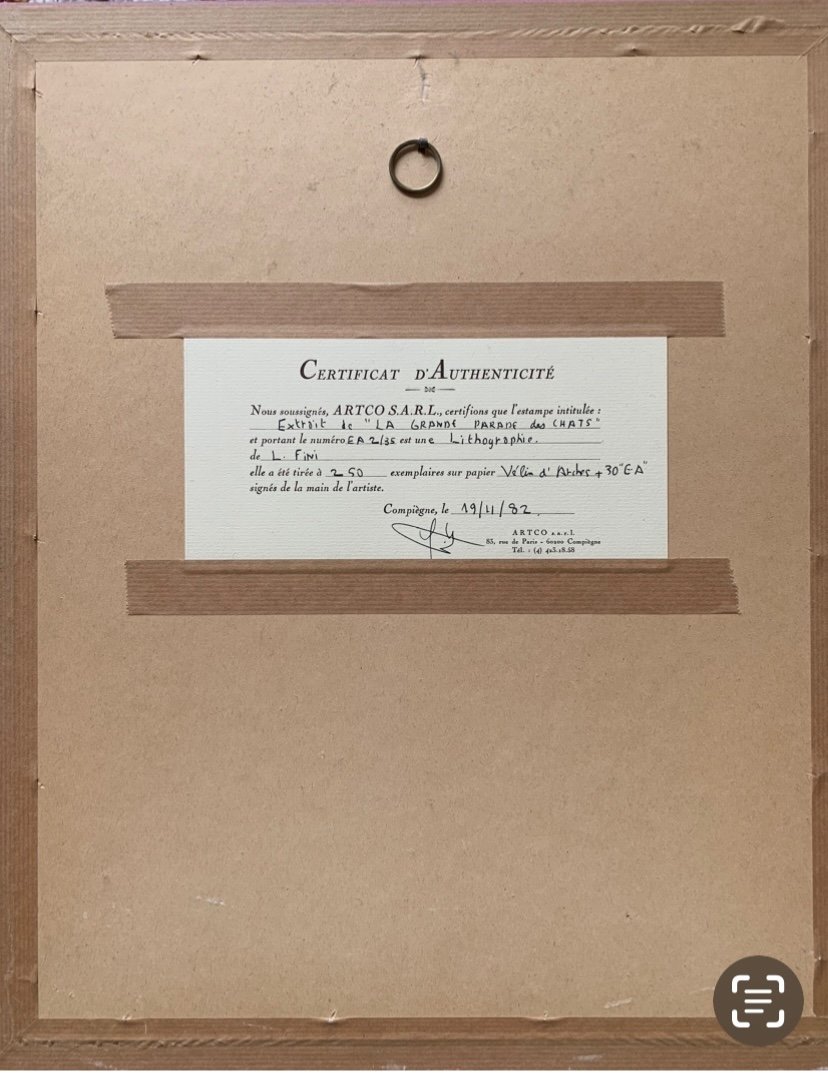 CERTIFICAT D'AUTHENTICITÉ
Nous soussignés, ARTCO S.A.R.L., certifions que l'estampe intitulée :
Extrait de "LA GRANDE PARADE des CHATS"
et portant le numéro EA 2/35 est une Lithographie.
de L. FINI
elle a été tirée à 250 exemplaires sur papier Vélin d'Arches + 30 "EA"
signés de la main de l'artiste.
Compiègne, le 19/11/82.
ARTCO s.a.r.l.
85, rue de Paris - 60200 Compiègne
Tél. : (4) 423.18.58